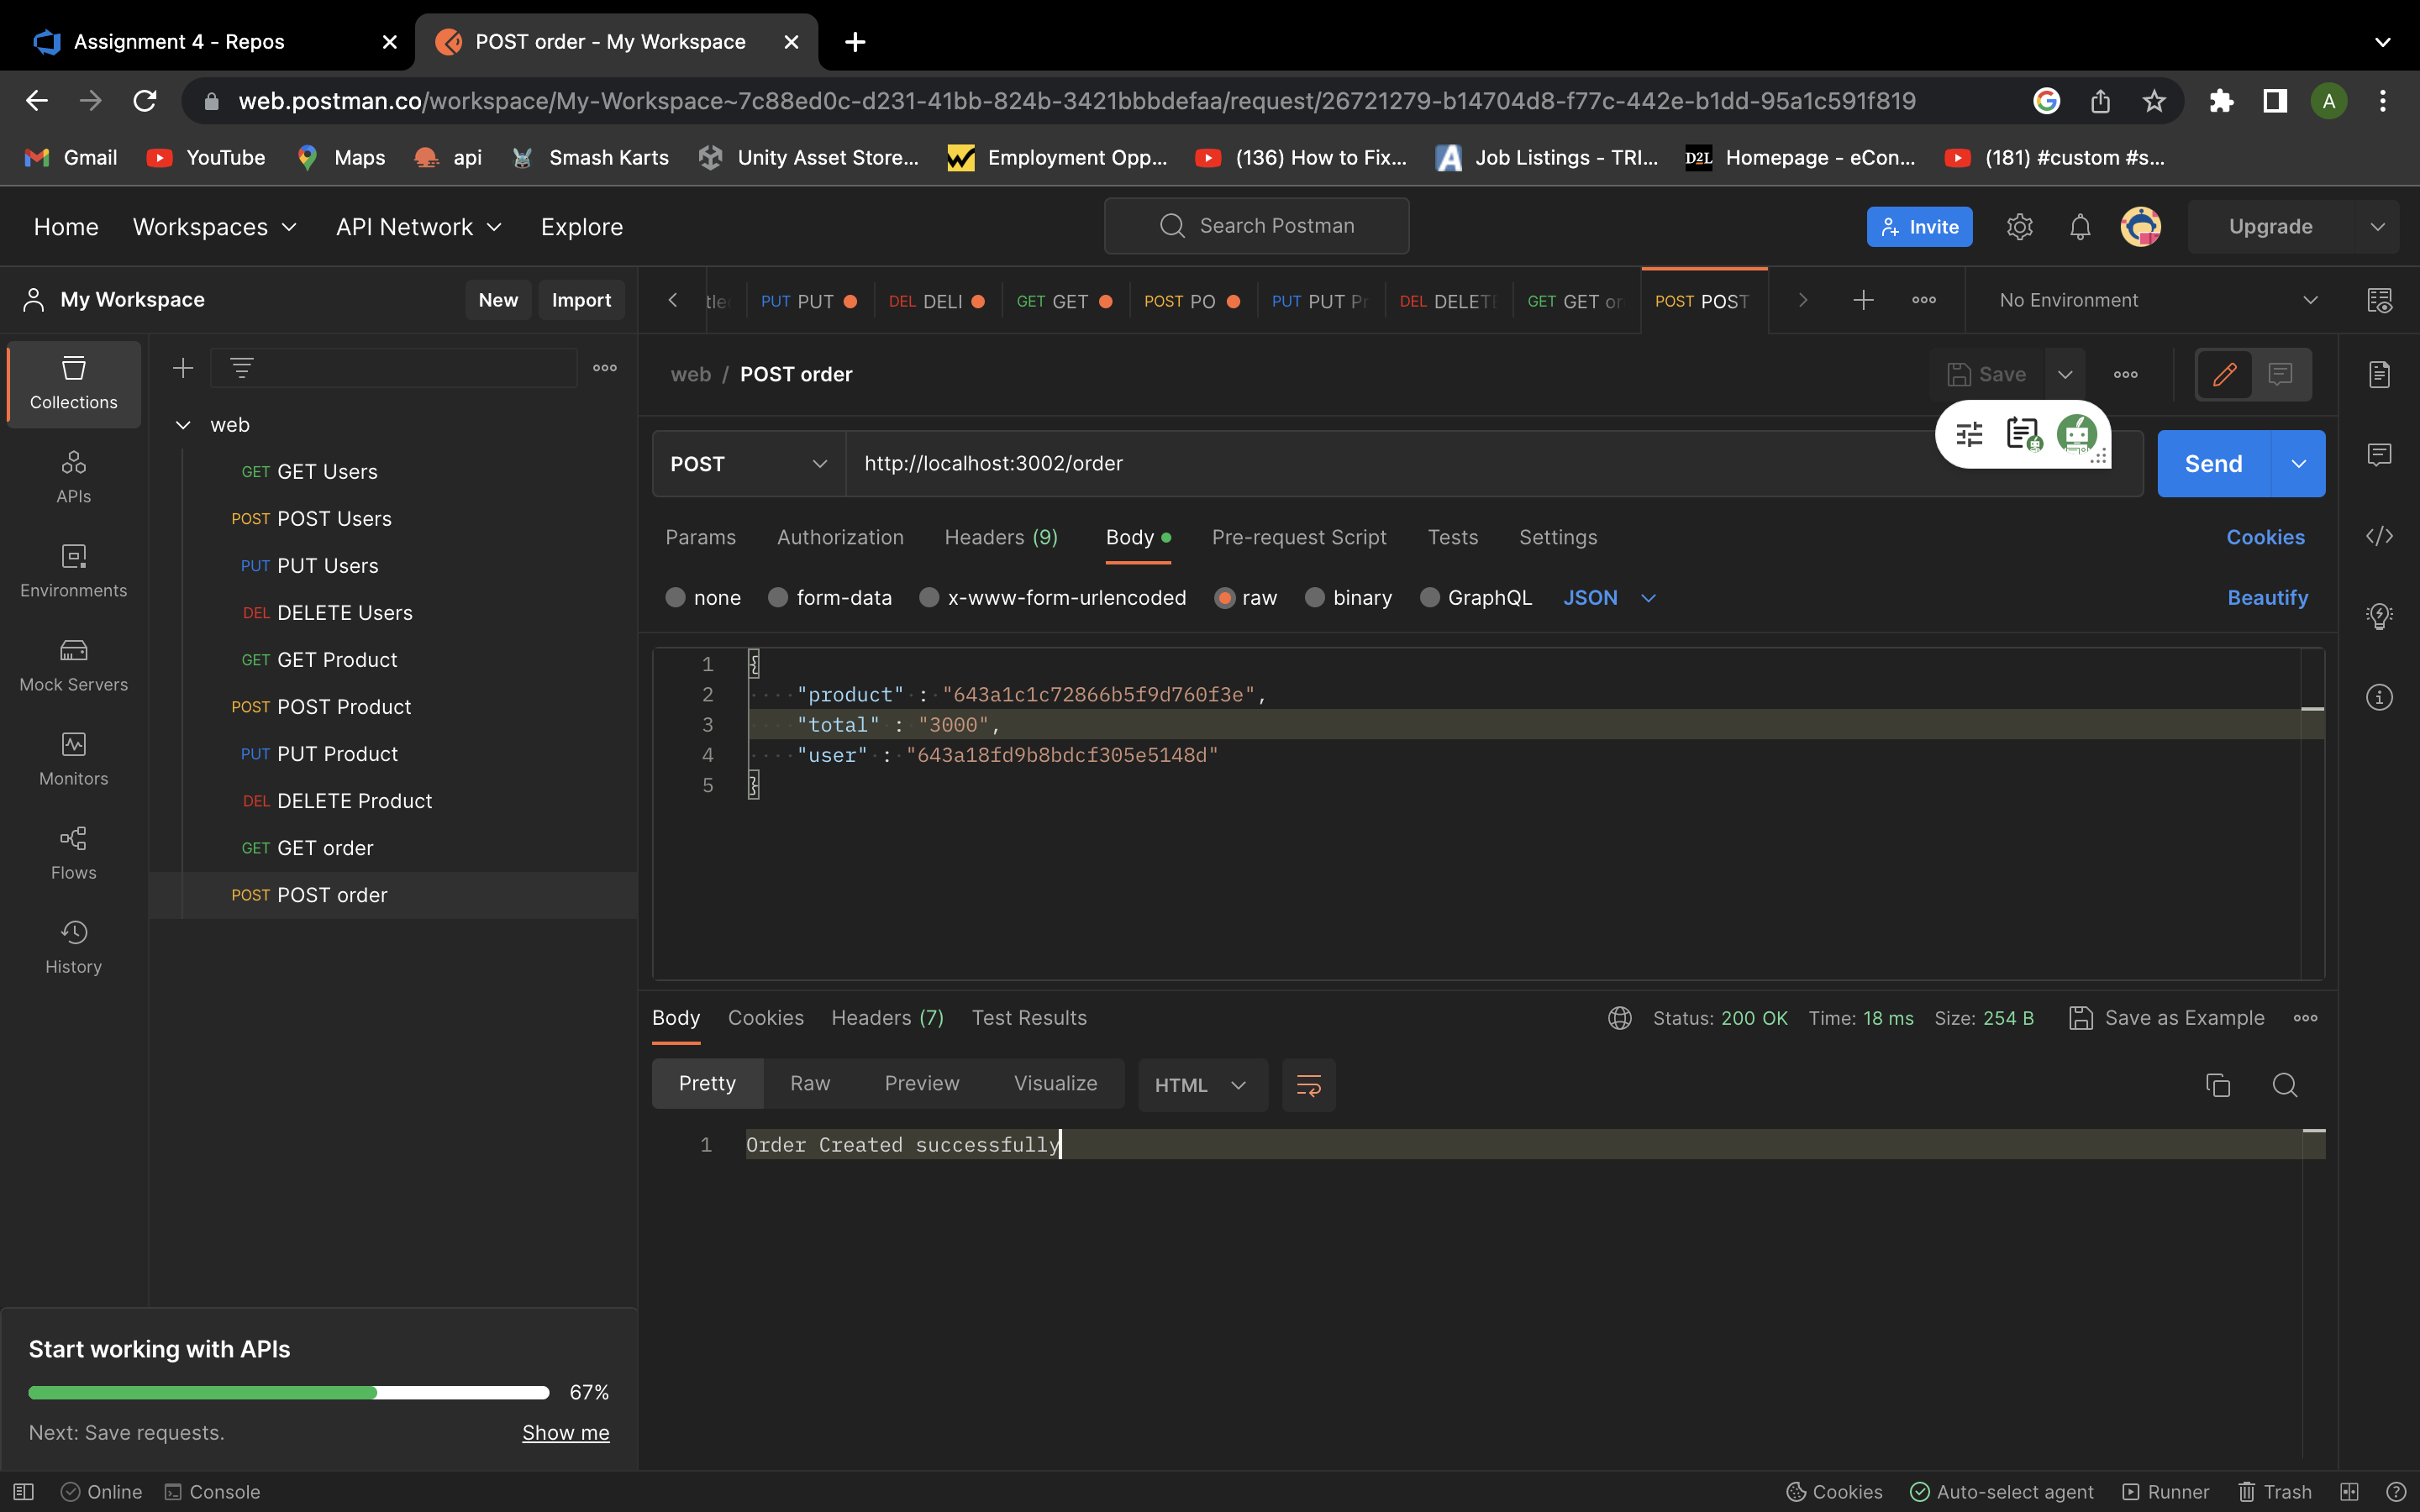 Assignment 4 - Repos
POST order - My Workspace
web.postman.co/workspace/My-Workspace~7c88ed0c-d231-41bb-824b-3421bbbdefaa/request/26721279-b14704d8-f77c-442e-b1dd-95a1c591f819
A
Gmail YouTube Maps api Smash Karts Unity Asset Store... Employment Opp... (136) How to Fix... Job Listings - TRI... D2L Homepage - eCon... (181) #custom #s...
Home Workspaces API Network Explore Search Postman Invite Upgrade
My Workspace New Import
PUT PUT DEL DELI GET GET POST PO PUT PUT Pr DEL DELETE GET GET or POST POST No Environment
Collections
APIs
Environments
Mock Servers
Monitors
Flows
History
web
GET GET Users
POST POST Users
PUT PUT Users
DEL DELETE Users
GET GET Product
POST POST Product
PUT PUT Product
DEL DELETE Product
GET GET order
POST POST order
web / POST order Save
POST http://localhost:3002/order Send
Params Authorization Headers (9) Body Pre-request Script Tests Settings Cookies
none form-data x-www-form-urlencoded raw binary GraphQL JSON Beautify
1 {
2 "product" : "643a1c1c72866b5f9d760f3e",
3 "total" : "3000",
4 "user" : "643a18fd9b8bdcf305e5148d"
5 }
Body Cookies Headers (7) Test Results Status: 200 OK Time: 18 ms Size: 254 B Save as Example
Pretty Raw Preview Visualize HTML
1 Order Created successfully
Start working with APIs
67%
Next: Save requests. Show me
Online Console Cookies Auto-select agent Runner Trash